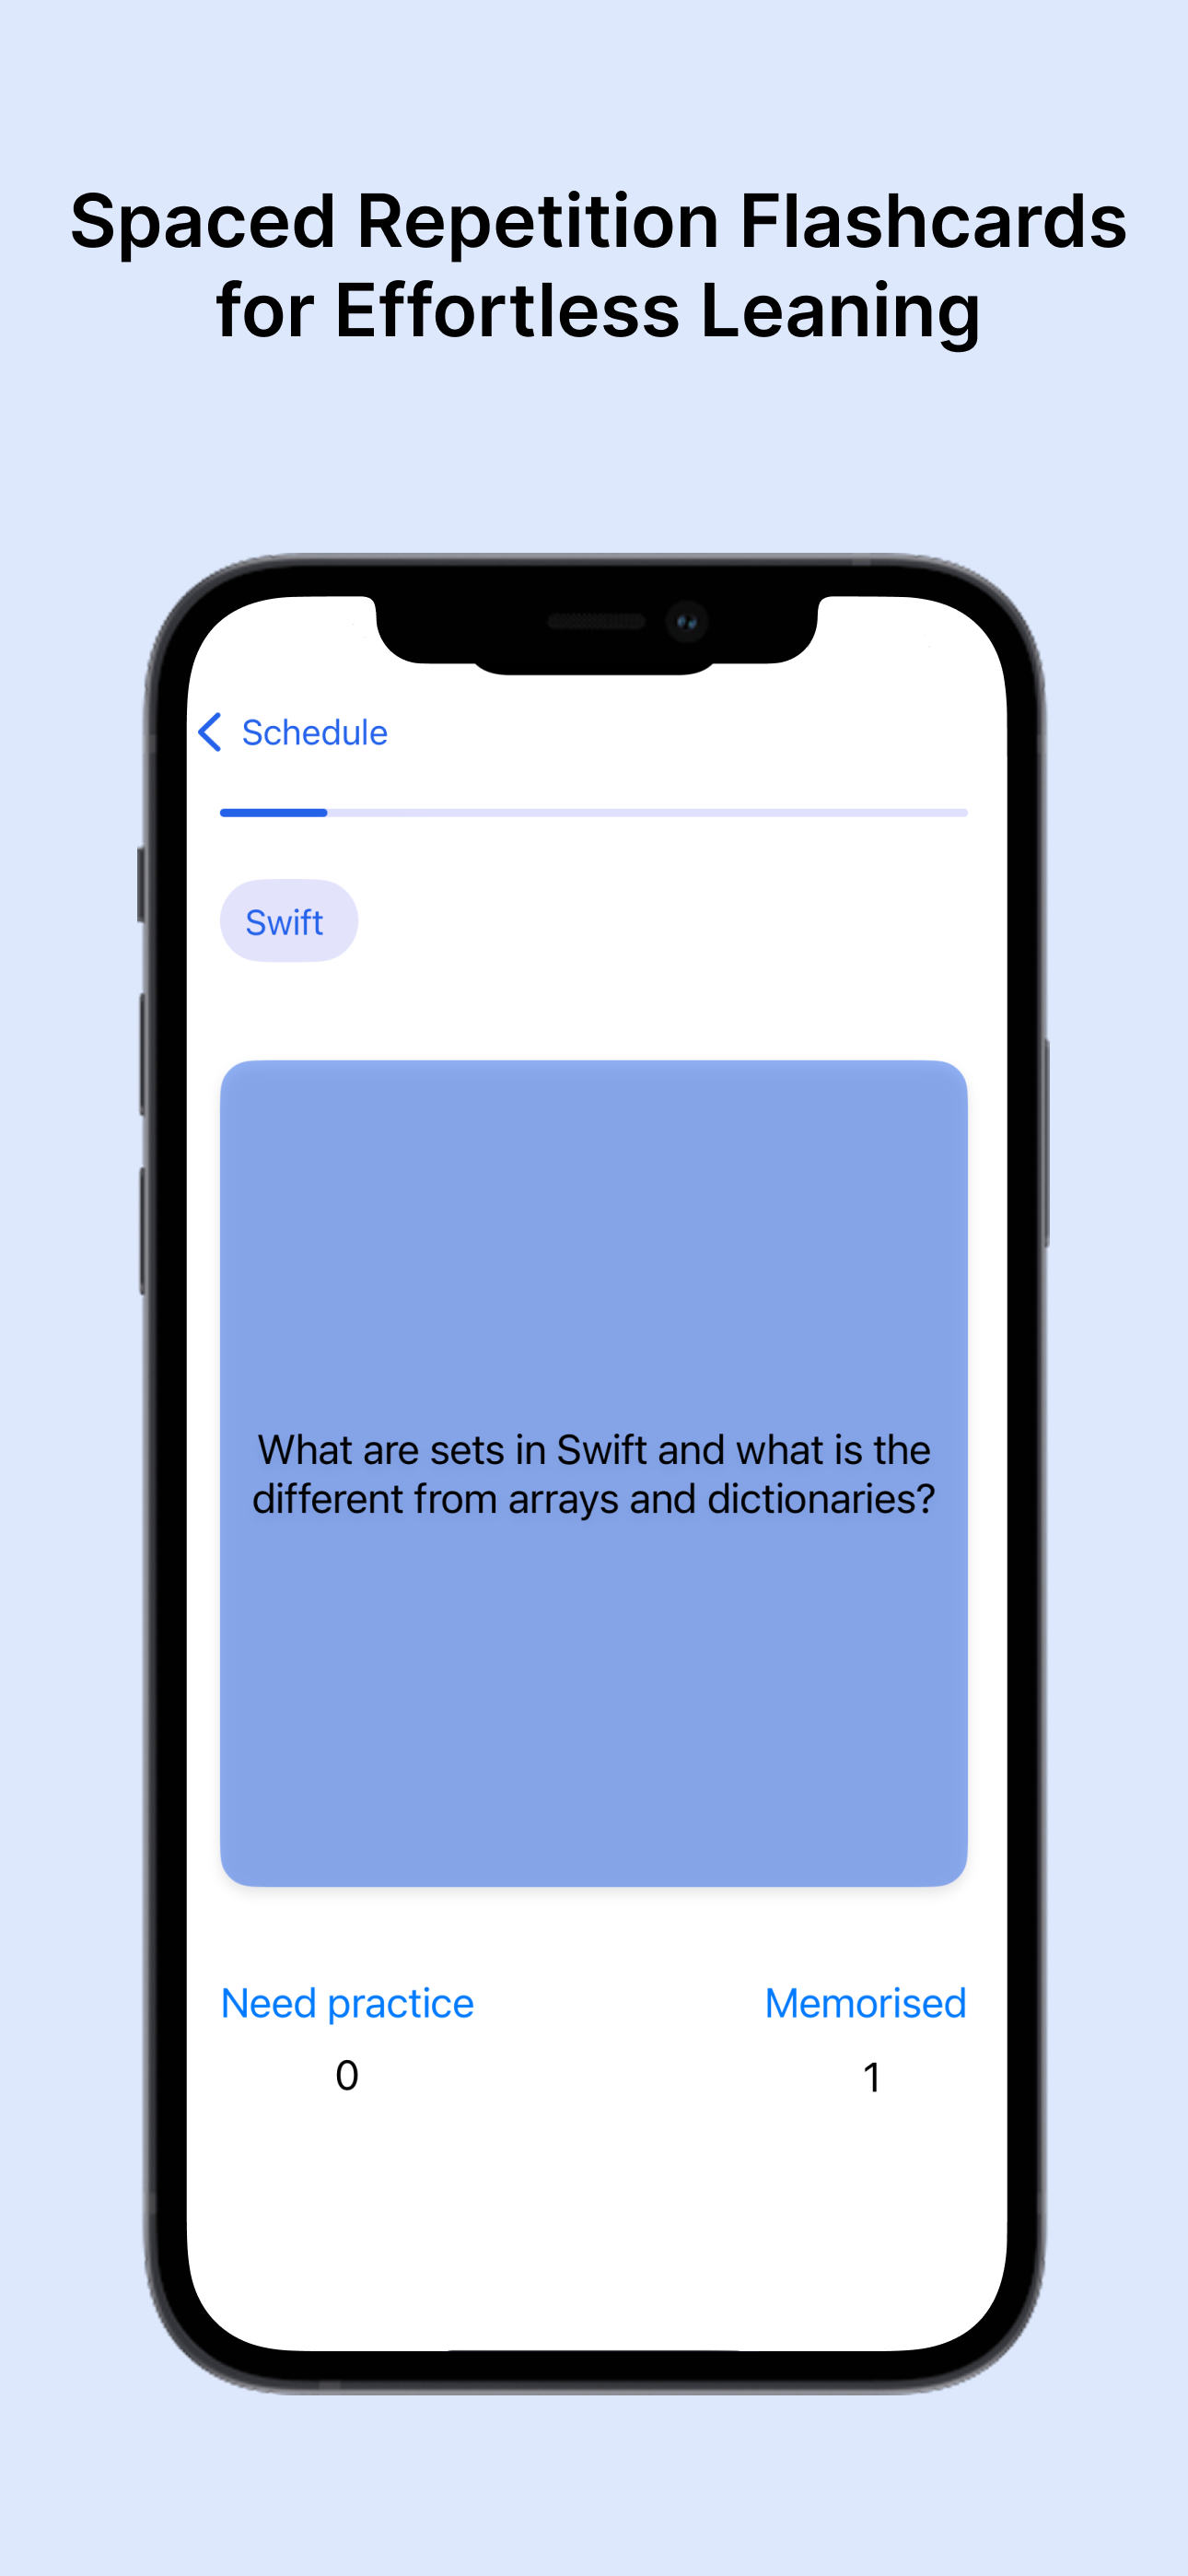 Spaced Repetition Flashcards
for Effortless Leaning
Schedule
Swift
What are sets in Swift and what is the
different from arrays and dictionaries?
Need practice
Memorised
0
1